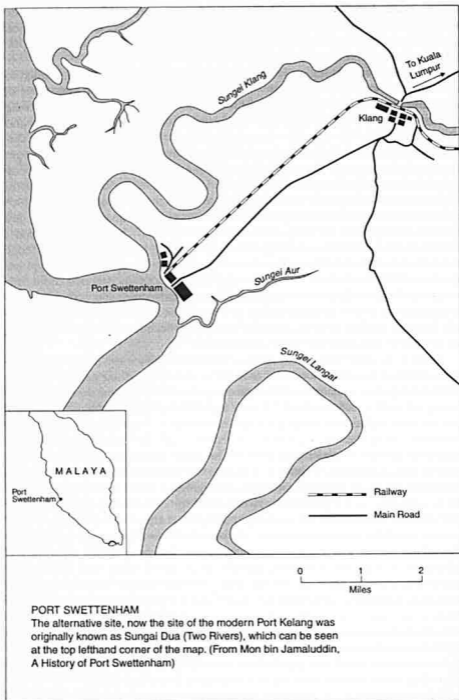 To Kuala
Lumpur
Sungei Klang
Klang
Port Swettenham
Sungei Aur
Sungei Langat
MALAYA
Port
Swettenham
Railway
Main Road
0 1 2
Miles
PORT SWETTENHAM
The alternative site, now the site of the modern Port Kelang was
originally known as Sungai Dua (Two Rivers), which can be seen
at the top lefthand corner of the map. (From Mon bin Jamaluddin,
A History of Port Swettenham)